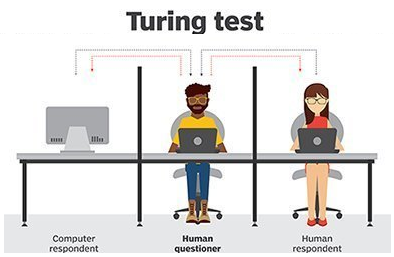 Turing test
Computer
respondent
Human
questioner
Human
respondent